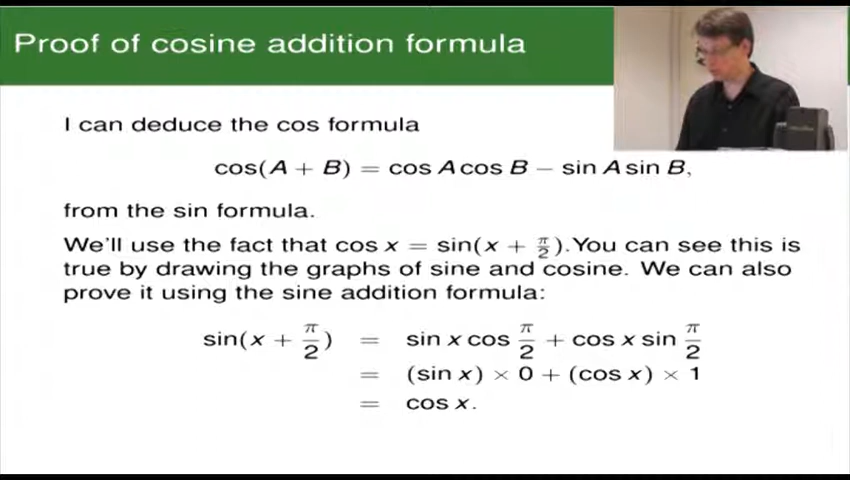 Proof of cosine addition formula
I can deduce the cos formula
cos(A + B) = cos A cos B − sin A sin B,
from the sin formula.
We'll use the fact that cos x = sin(x + π/2).You can see this is
true by drawing the graphs of sine and cosine. We can also
prove it using the sine addition formula:
sin(x + π/2) = sin x cos π/2 + cos x sin π/2
= (sin x) × 0 + (cos x) × 1
= cos x.